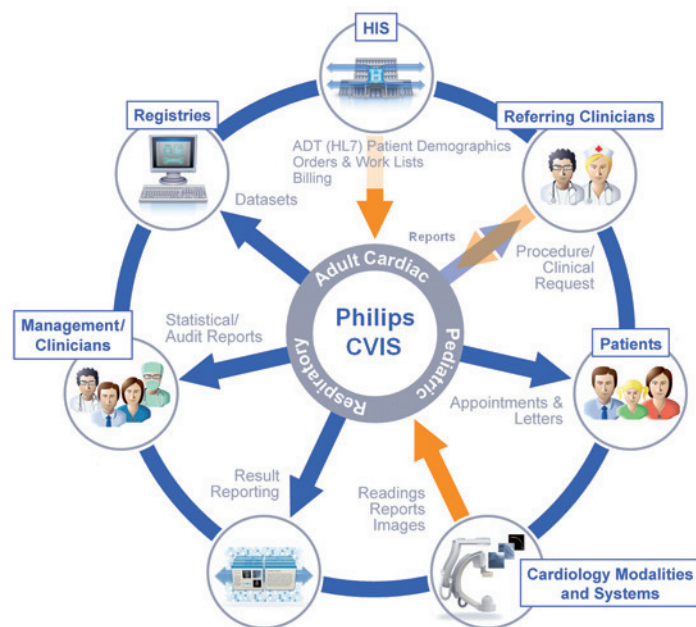 HIS
Registries
Referring Clinicians
ADT (HL7) Patient Demographics
Orders & Work Lists
Billing
Datasets
Reports
Procedure/
Clinical
Request
Adult Cardiac
Philips
CVIS
Respiratory
Pediatric
Management/
Clinicians
Statistical/
Audit Reports
Patients
Appointments &
Letters
Result
Reporting
Readings
Reports
Images
Cardiology Modalities
and Systems
H